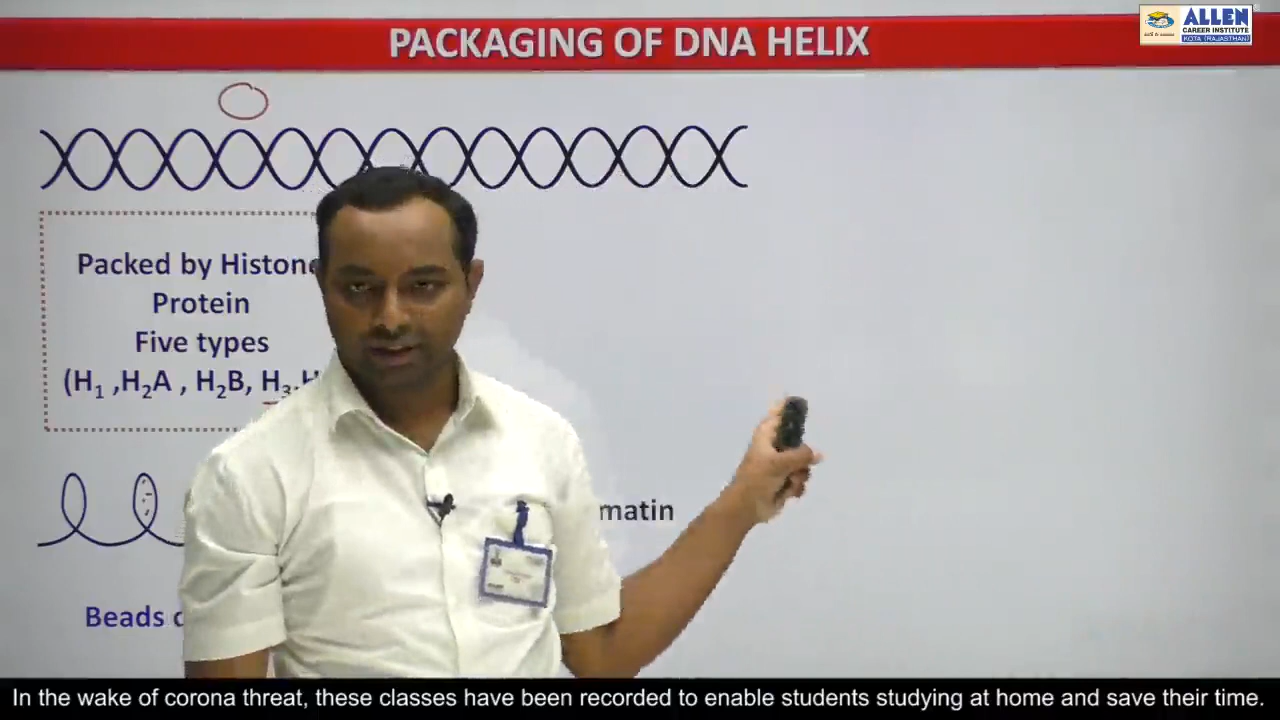 PACKAGING OF DNA HELIX
ALLEN
CAREER INSTITUTE
KOTA (RAJASTHAN)
Packed by Histone
Protein
Five types
(H₁ ,H₂A , H₂B, H₃,H
matin
Beads
In the wake of corona threat, these classes have been recorded to enable students studying at home and save their time.